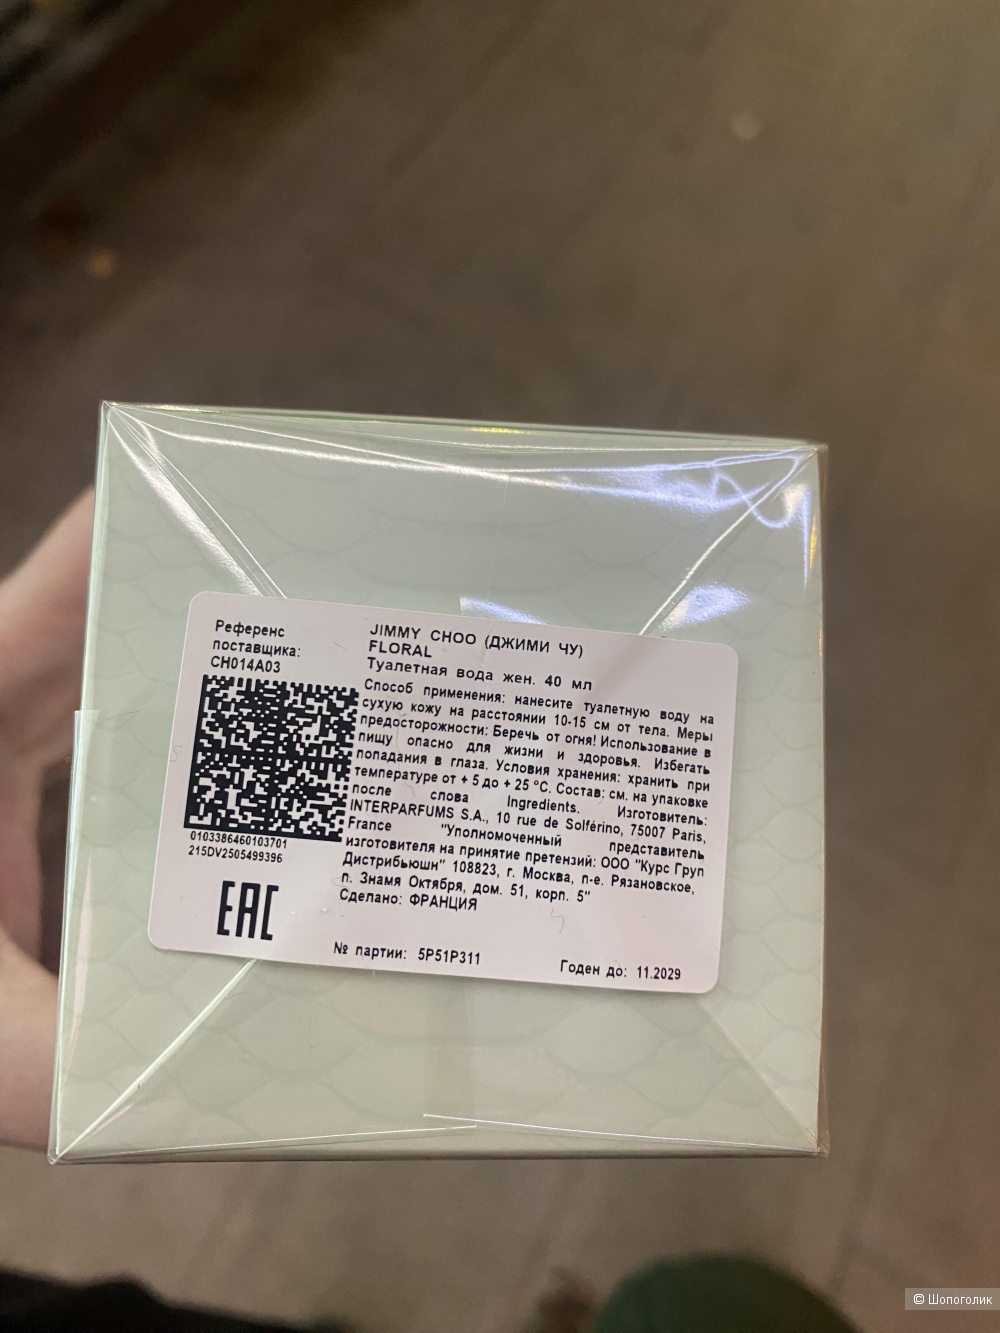 Референс
поставщика:
CH014A03
0103386460103701
215DV2505499396
EAC
JIMMY CHOO (ДЖИМИ ЧУ)
FLORAL
Туалетная вода жен. 40 мл
Способ применения: нанесите туалетную воду на
сухую кожу на расстоянии 10-15 см от тела. Меры
предосторожности: Беречь от огня! Использование в
пищу опасно для жизни и здоровья. Избегать
попадания в глаза. Условия хранения: хранить при
температуре от + 5 до + 25 °C. Состав: см. на упаковке
после слова Ingredients. Изготовитель:
INTERPARFUMS S.A., 10 rue de Solférino, 75007 Paris,
France "Уполномоченный представитель
изготовителя на принятие претензий: ООО "Курс Груп
Дистрибьюшн" 108823, г. Москва, п-е. Рязановское,
п. Знамя Октября, дом. 51, корп. 5"
Сделано: ФРАНЦИЯ
№ партии: 5P51P311
Годен до: 11.2029
© Шопоголик